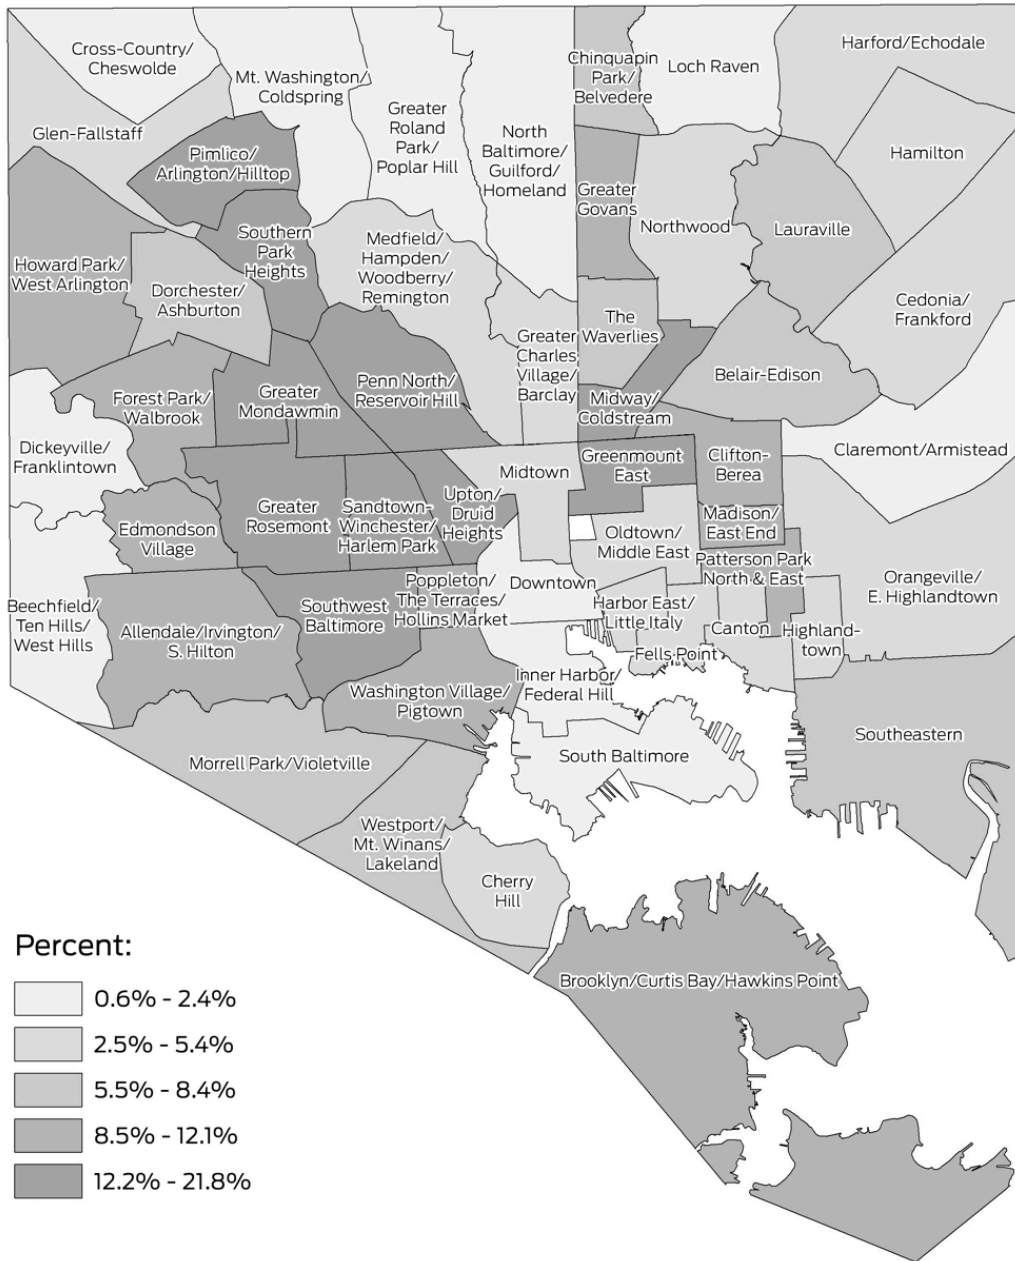 Cross-Country/
Cheswolde
Mt. Washington/
Coldspring
Greater
Roland
Park/
Poplar Hill
North
Baltimore/
Guilford/
Homeland
Chinquapin
Park/
Belvedere
Loch Raven
Harford/Echodale
Glen-Fallstaff
Pimlico/
Arlington/Hilltop
Hamilton
Greater
Govans
Northwood
Lauraville
Southern
Park
Heights
Medfield/
Hampden/
Woodberry/
Remington
Howard Park/
West Arlington
Dorchester/
Ashburton
Cedonia/
Frankford
The
Waverlies
Greater
Charles
Village/
Barclay
Belair-Edison
Forest Park/
Walbrook
Greater
Mondawmin
Penn North/
Reservoir Hill
Midway/
Coldstream
Dickeyville/
Franklintown
Claremont/Armistead
Midtown
Greenmount
East
Clifton-
Berea
Greater
Rosemont
Sandtown-
Winchester/
Harlem Park
Upton/
Druid
Heights
Madison/
East End
Edmondson
Village
Oldtown/
Middle East
Patterson Park
North & East
Orangeville/
E. Highlandtown
Beechfield/
Ten Hills/
West Hills
Allendale/Irvington/
S. Hilton
Southwest
Baltimore
Poppleton/
The Terraces/
Hollins Market
Downtown
Harbor East/
Little Italy
Canton
Highland-
town
Fells Point
Washington Village/
Pigtown
Inner Harbor/
Federal Hill
Southeastern
Morrell Park/Violetville
South Baltimore
Westport/
Mt. Winans/
Lakeland
Cherry
Hill
Brooklyn/Curtis Bay/Hawkins Point
Percent:
0.6% - 2.4%
2.5% - 5.4%
5.5% - 8.4%
8.5% - 12.1%
12.2% - 21.8%